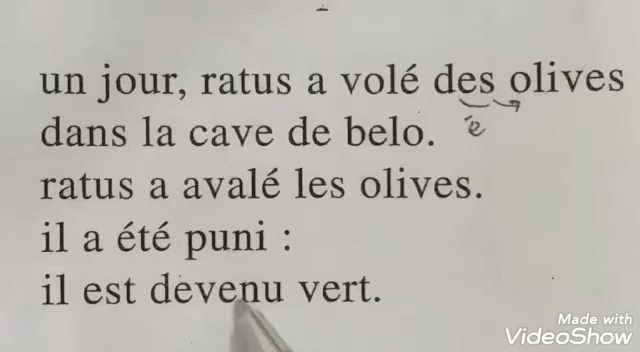 un jour, ratus a volé des olives
é
dans la cave de belo.
ratus a avalé les olives.
il a été puni :
il est devenu vert.
Made with
VideoShow